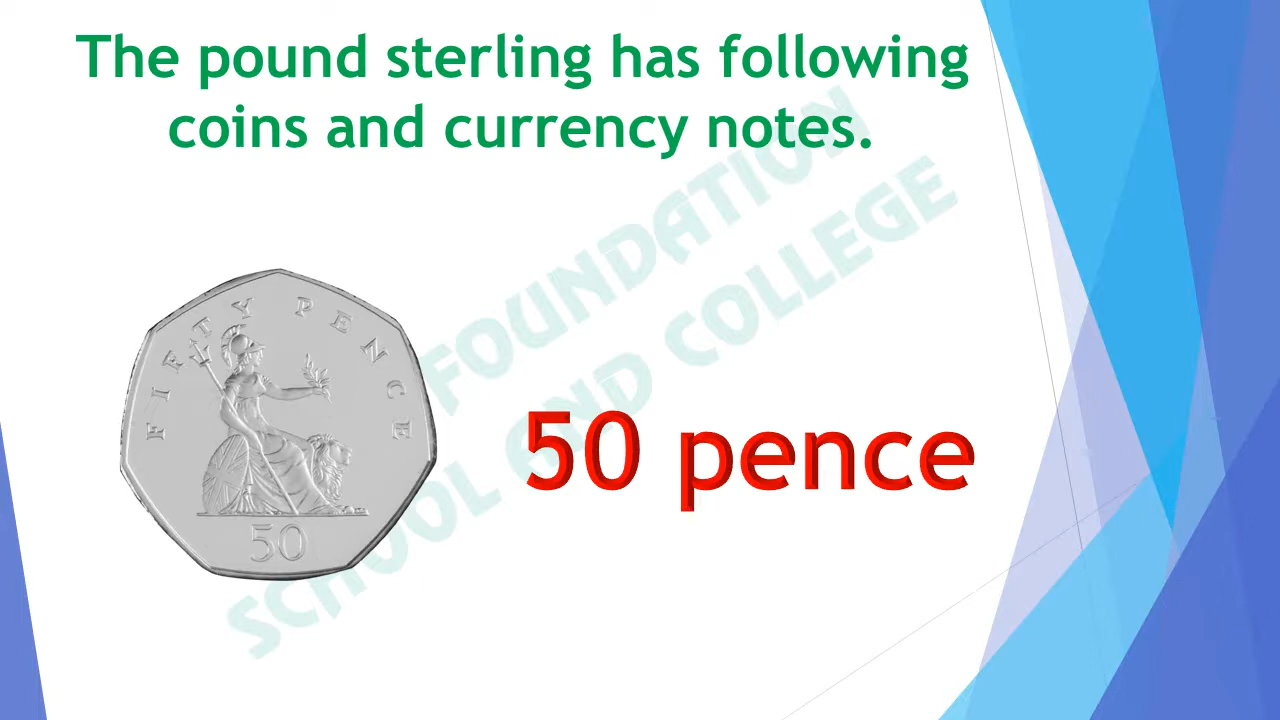 The pound sterling has following
coins and currency notes.
FIFTY PENCE
50
50 pence
FOUNDATION
SCHOOL AND COLLEGE